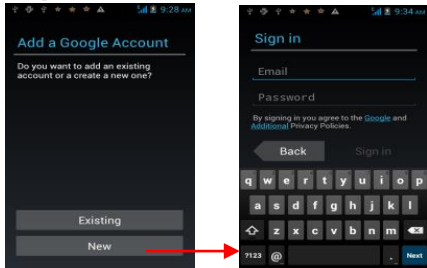 9:28 AM
Add a Google Account
Do you want to add an existing
account or a create a new one?
Existing
New
9:34 AM
Sign in
Email
Password
By signing in you agree to the Google and
Additional Privacy Policies.
Back
Sign in
q w e r t y u i o p
a s d f g h j k l
z x c v b n m
?123 @ . Next